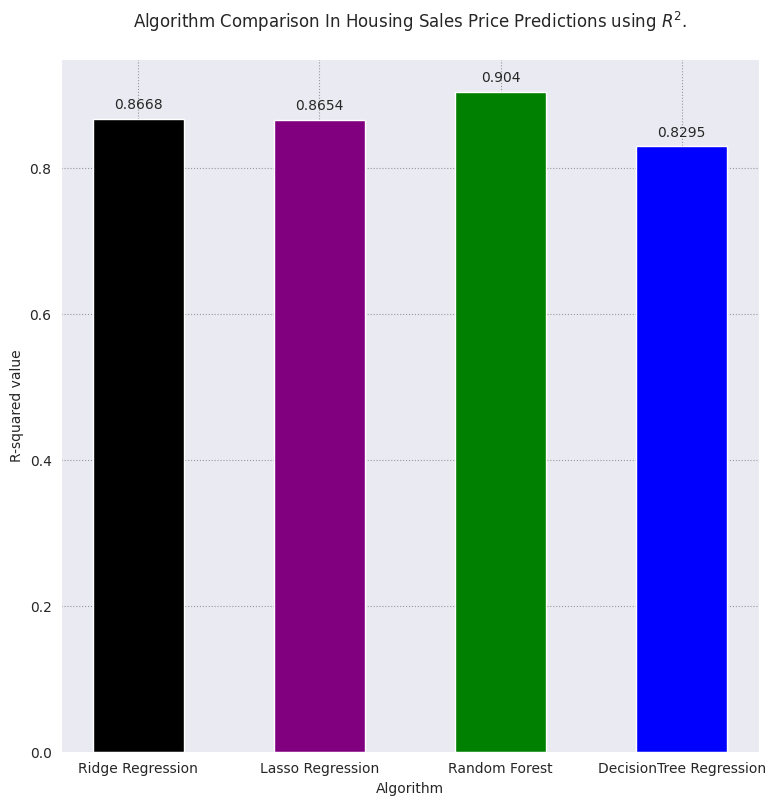 Algorithm Comparison In Housing Sales Price Predictions using R².
0.8668
0.8654
0.904
0.8295
0.8
0.6
0.4
0.2
0.0
R-squared value
Ridge Regression
Lasso Regression
Random Forest
DecisionTree Regression
Algorithm